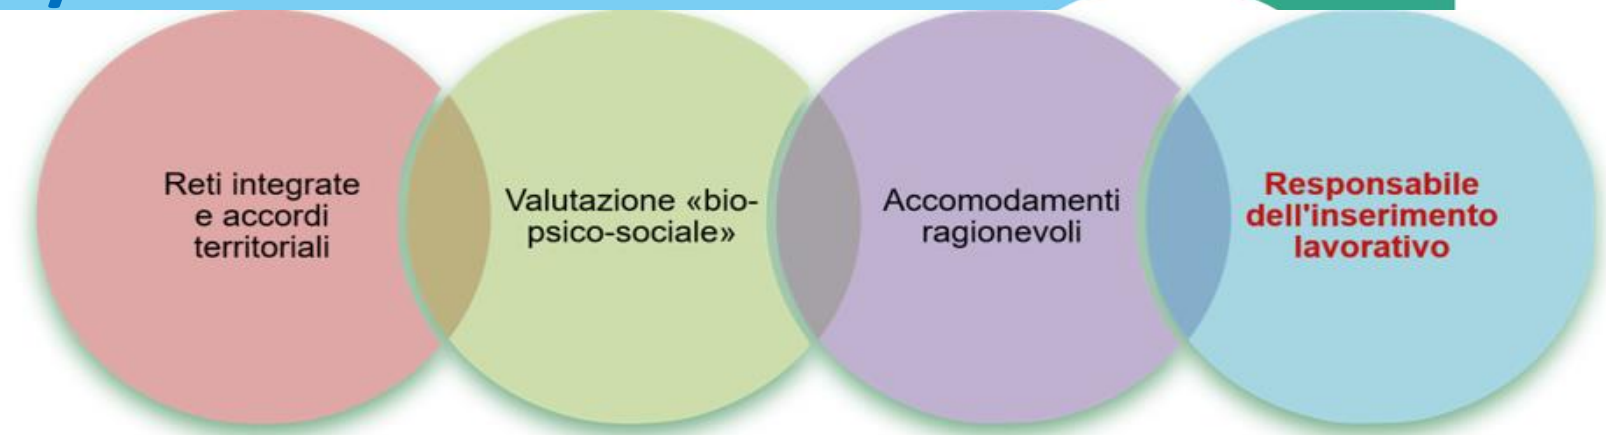 Reti integrate
e accordi
territoriali
Valutazione «bio-
psico-sociale»
Accomodamenti
ragionevoli
Responsabile
dell'inserimento
lavorativo